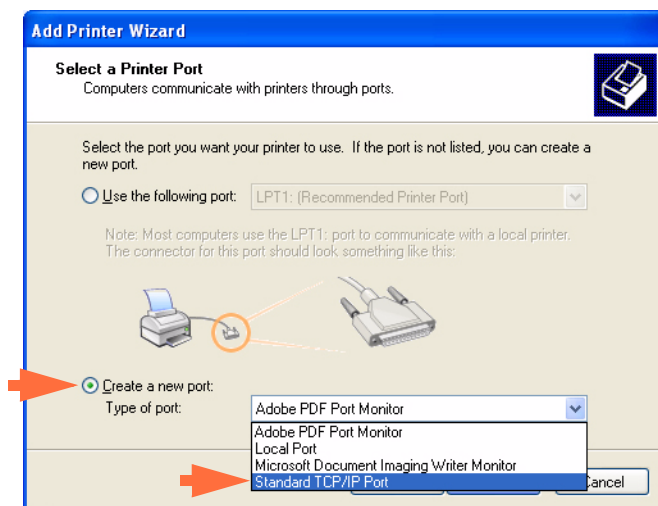 Add Printer Wizard
Select a Printer Port
Computers communicate with printers through ports.
Select the port you want your printer to use. If the port is not listed, you can create a
new port.
Use the following port: LPT1: (Recommended Printer Port)
Note: Most computers use the LPT1: port to communicate with a local printer.
The connector for this port should look something like this:
Create a new port:
Type of port: Adobe PDF Port Monitor
Adobe PDF Port Monitor
Local Port
Microsoft Document Imaging Writer Monitor
Standard TCP/IP Port